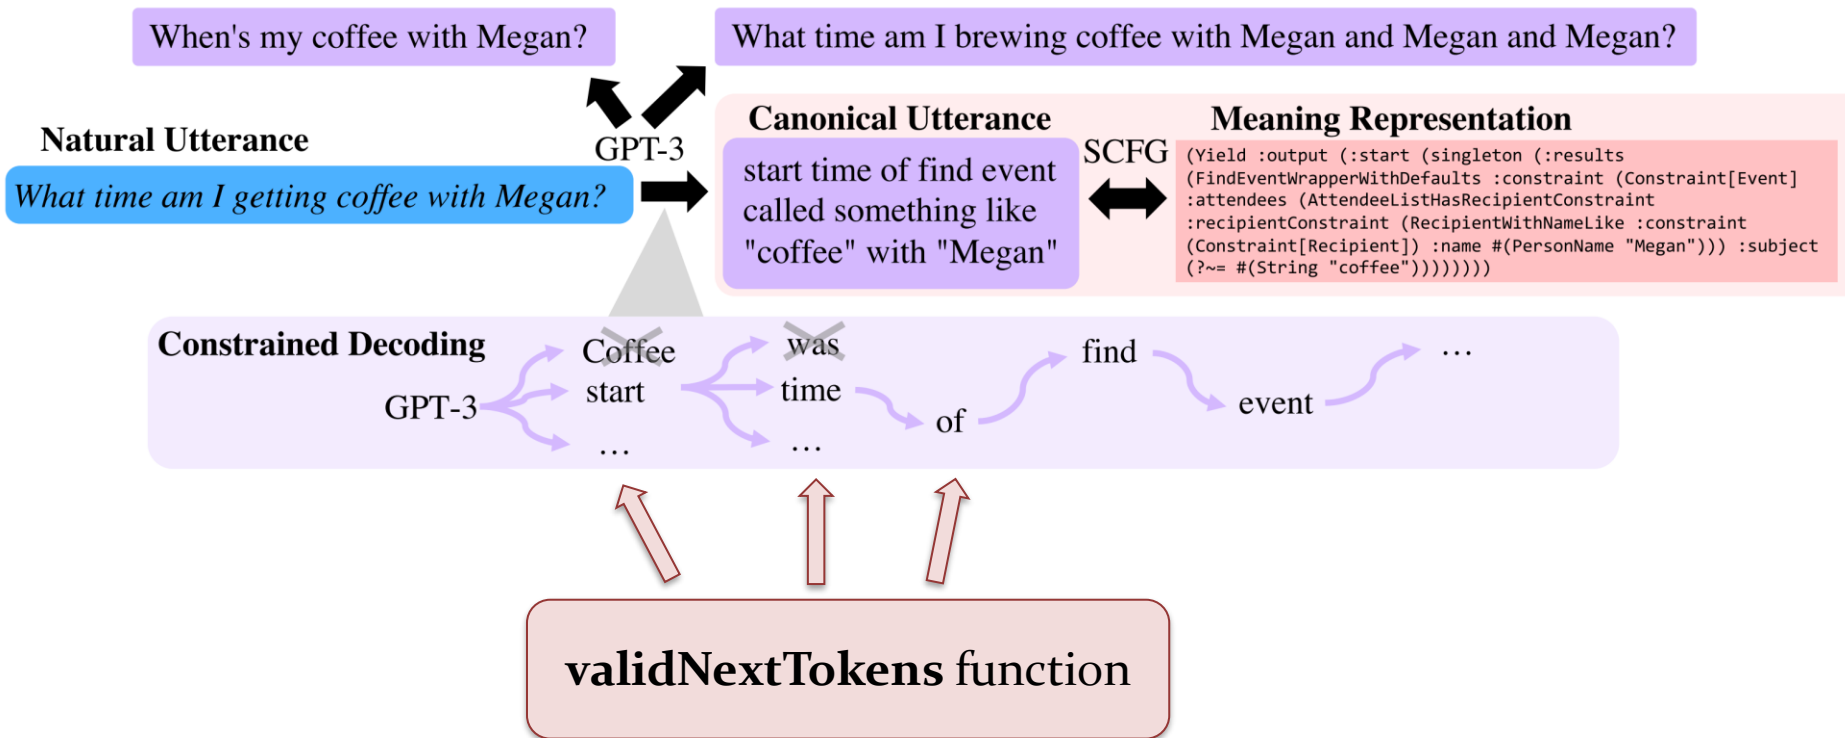 When's my coffee with Megan?
What time am I brewing coffee with Megan and Megan and Megan?
Natural Utterance
What time am I getting coffee with Megan?
GPT-3
Canonical Utterance
start time of find event
called something like
"coffee" with "Megan"
SCFG
Meaning Representation
(Yield :output (:start (singleton (:results
(FindEventWrapperWithDefaults :constraint (Constraint[Event]
:attendees (AttendeeListHasRecipientConstraint
:recipientConstraint (RecipientWithNameLike :constraint
(Constraint[Recipient]) :name #(PersonName "Megan"))) :subject
(?~= #(String "coffee"))))))))
Constrained Decoding
GPT-3
Coffee
start
...
was
time
...
of
find
event
...
validNextTokens function